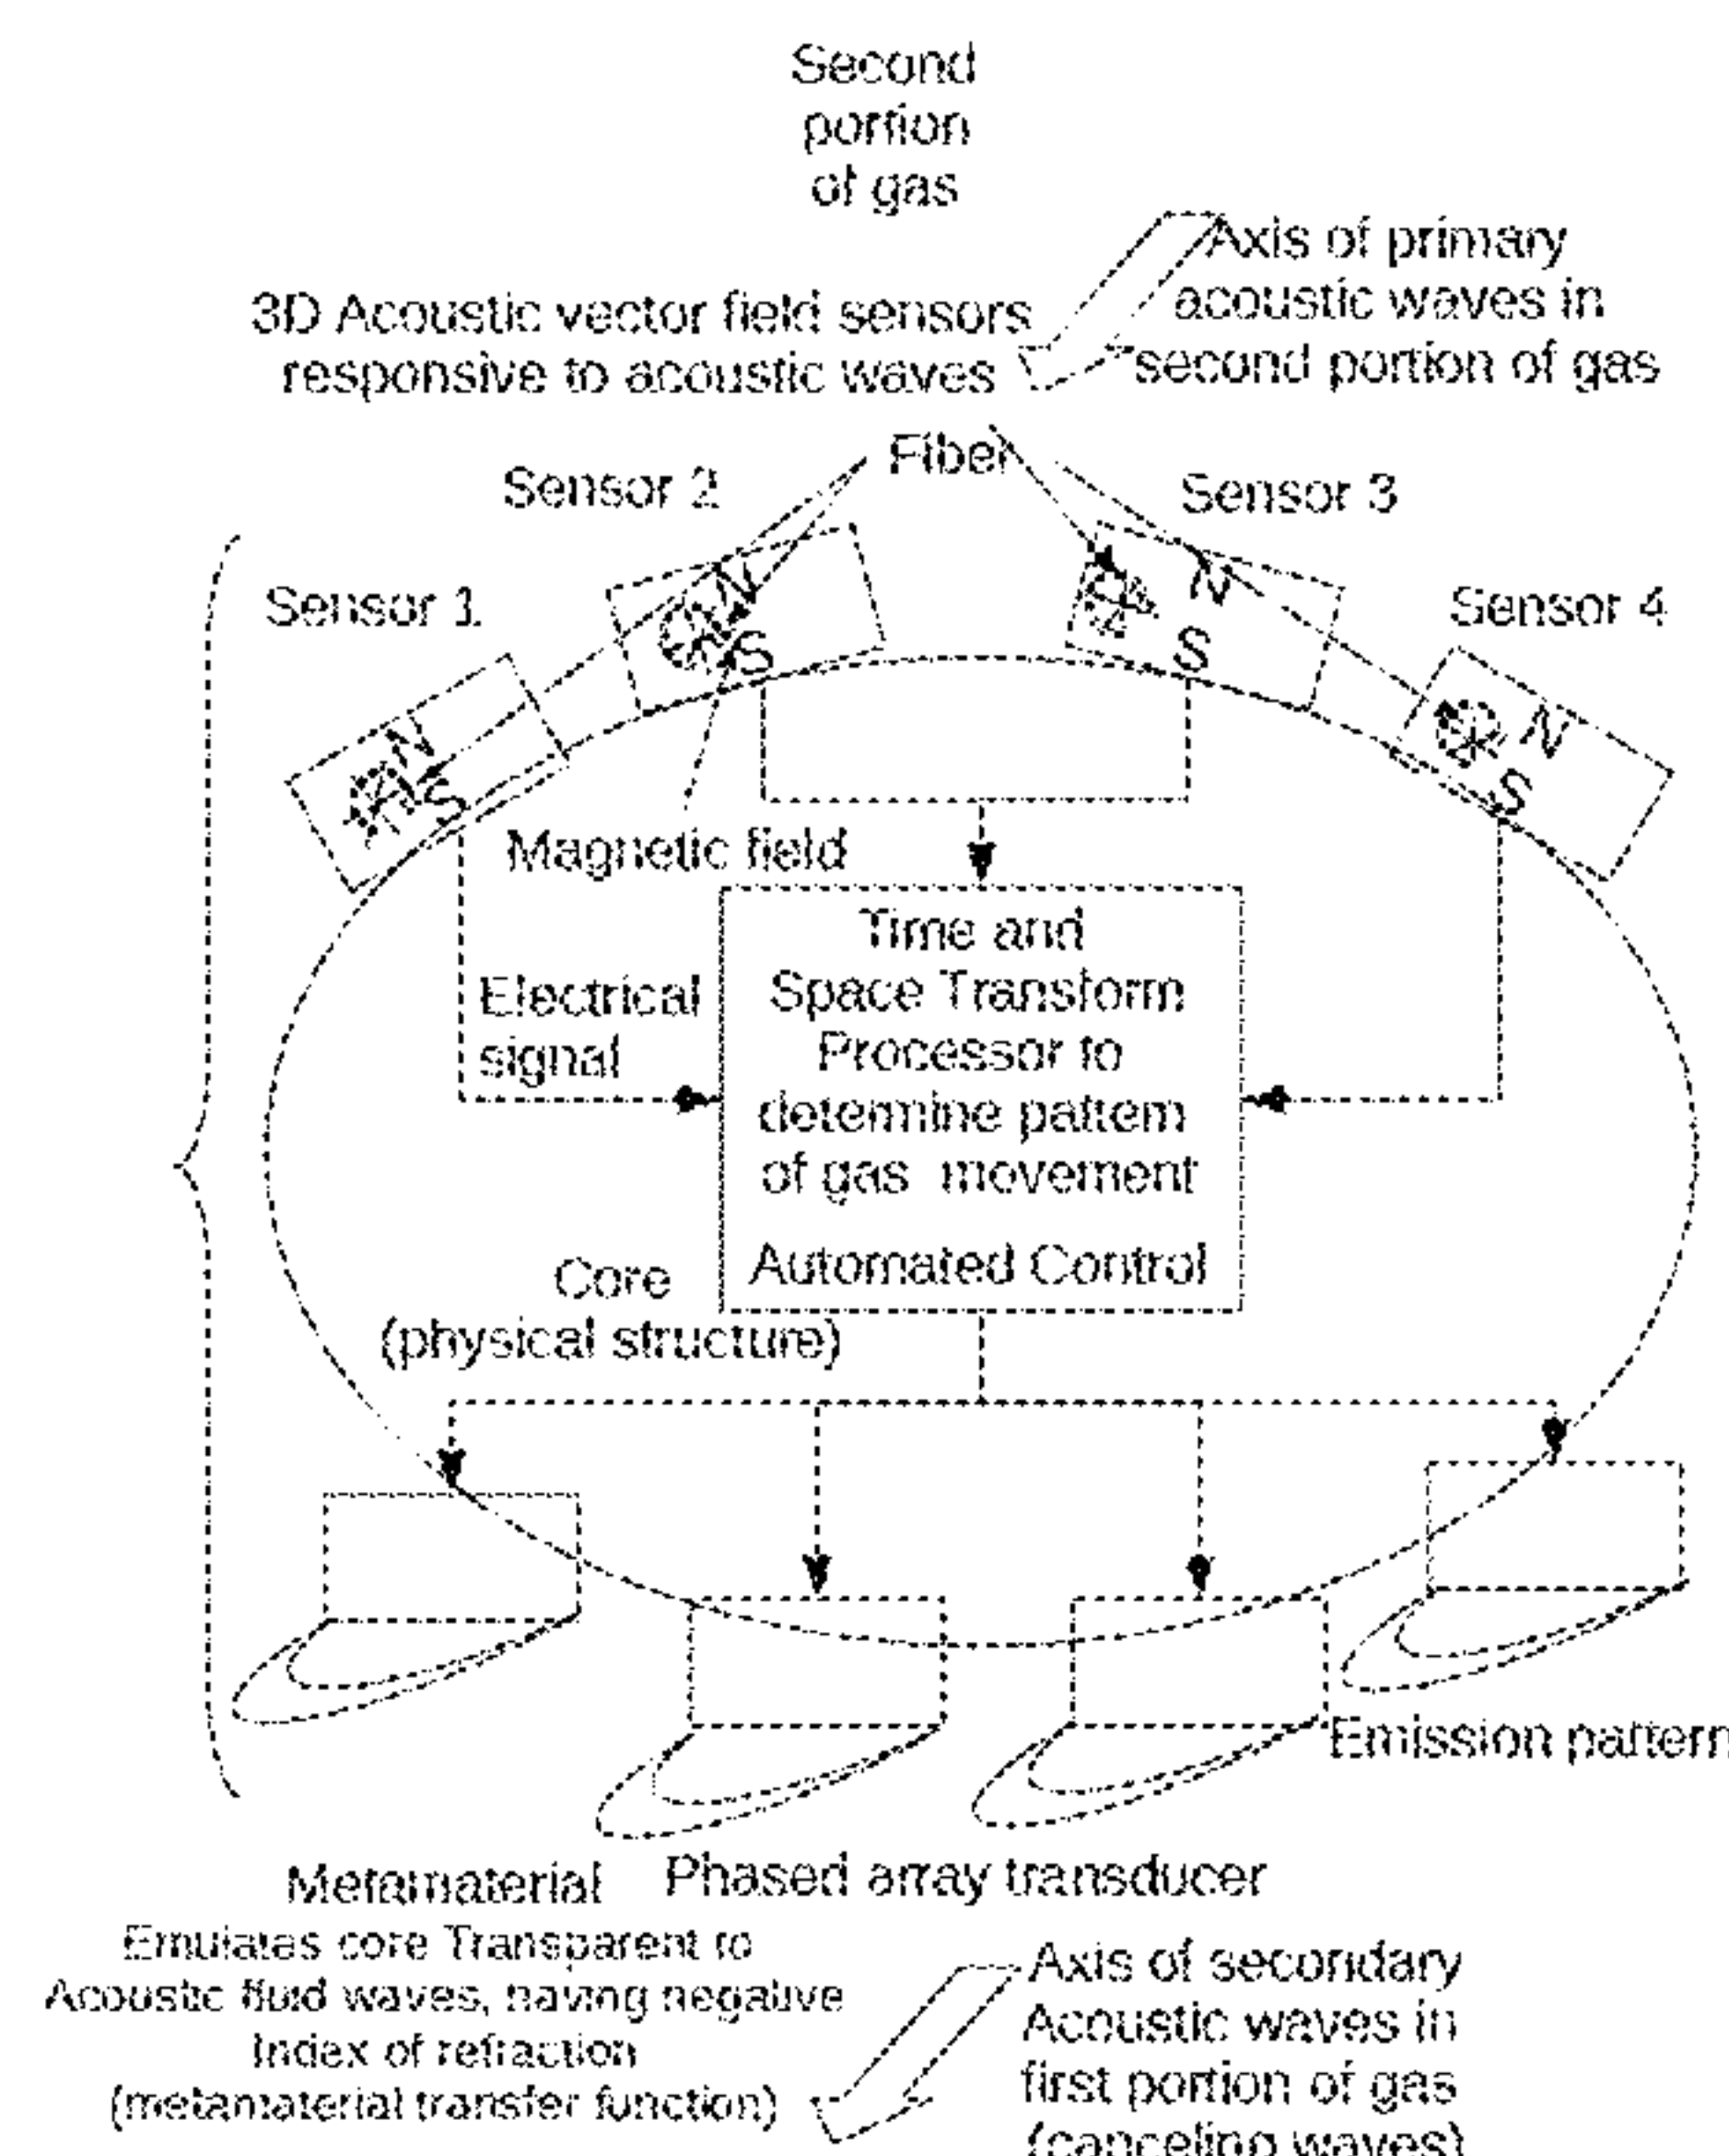 Second
portion
of gas
Axis of primary
acoustic waves in
second portion of gas
3D Acoustic vector field sensors
responsive to acoustic waves
Fiber
Sensor 2
Sensor 3
Sensor 1
Sensor 4
N
S
N
S
N
S
N
S
Magnetic field
Time and
Space Transform
Processor to
determine pattern
of gas movement
Automated Control
Electrical
signal
Core
(physical structure)
Emission pattern
Metamaterial
Emulates core Transparent to
Acoustic fluid waves, having negative
Index of refraction
(metamaterial transfer function)
Phased array transducer
Axis of secondary
Acoustic waves in
first portion of gas
(canceling waves)